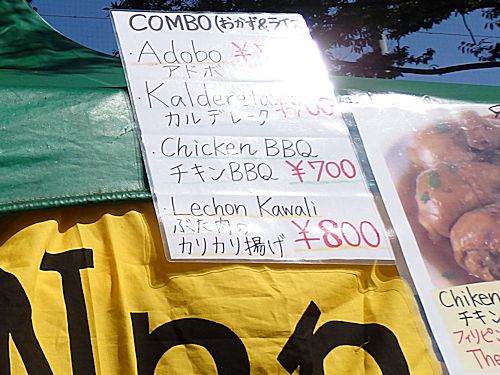 COMBO (おかず&ライス)
・Adobo
アドボ
・Kaldereta ¥700
カルデレータ
・Chicken BBQ
チキンBBQ ¥700
・Lechon Kawali
ぶた肉の
カリカリ揚げ ¥800
Chiken
チキン
フィリピン
The